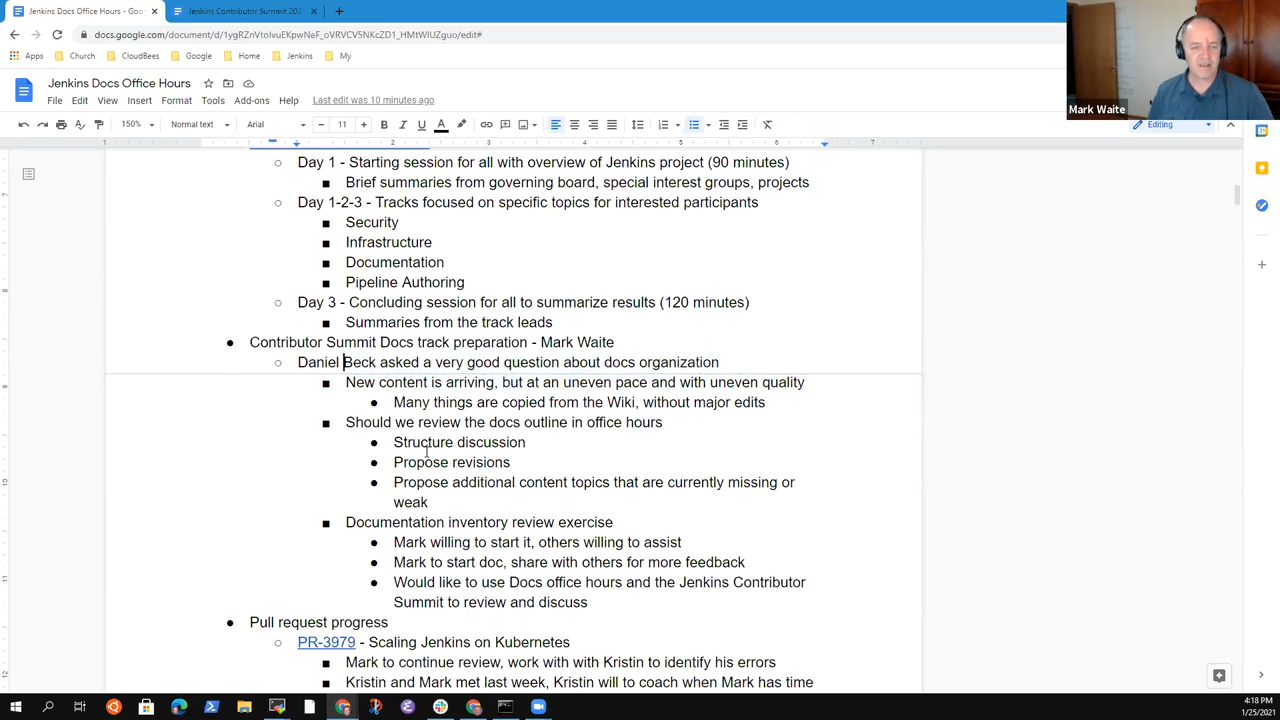 Jenkins Docs Office Hours - Goo
Jenkins Contributor Summit 202
docs.google.com/document/d/1ygRZnVtoIvuEKpwNeF_oVRVCV5NKcZD1_HMtWIUZguo/edit#
Apps Church CloudBees Google Home Jenkins My
Jenkins Docs Office Hours
File Edit View Insert Format Tools Add-ons Help Last edit was 10 minutes ago
150% Normal text Arial 11 B I U A Editing
Mark Waite
1 2 3 4 5 6 7
○ Day 1 - Starting session for all with overview of Jenkins project (90 minutes)
■ Brief summaries from governing board, special interest groups, projects
○ Day 1-2-3 - Tracks focused on specific topics for interested participants
■ Security
■ Infrastructure
■ Documentation
■ Pipeline Authoring
○ Day 3 - Concluding session for all to summarize results (120 minutes)
■ Summaries from the track leads
● Contributor Summit Docs track preparation - Mark Waite
○ Daniel Beck asked a very good question about docs organization
■ New content is arriving, but at an uneven pace and with uneven quality
● Many things are copied from the Wiki, without major edits
■ Should we review the docs outline in office hours
● Structure discussion
● Propose revisions
● Propose additional content topics that are currently missing or
weak
■ Documentation inventory review exercise
● Mark willing to start it, others willing to assist
● Mark to start doc, share with others for more feedback
● Would like to use Docs office hours and the Jenkins Contributor
Summit to review and discuss
● Pull request progress
○ PR-3979 - Scaling Jenkins on Kubernetes
■ Mark to continue review, work with with Kristin to identify his errors
■ Kristin and Mark met last week, Kristin will to coach when Mark has time
4:18 PM
1/25/2021